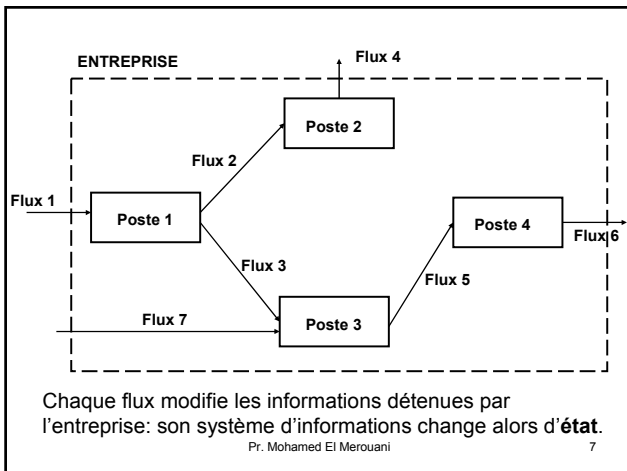 ENTREPRISE
Flux 4
Poste 2
Flux 2
Flux 1
Poste 1
Poste 4
Flux 6
Flux 3
Flux 5
Flux 7
Poste 3
Chaque flux modifie les informations détenues par
l'entreprise: son système d'informations change alors d'état.
Pr. Mohamed El Merouani
7